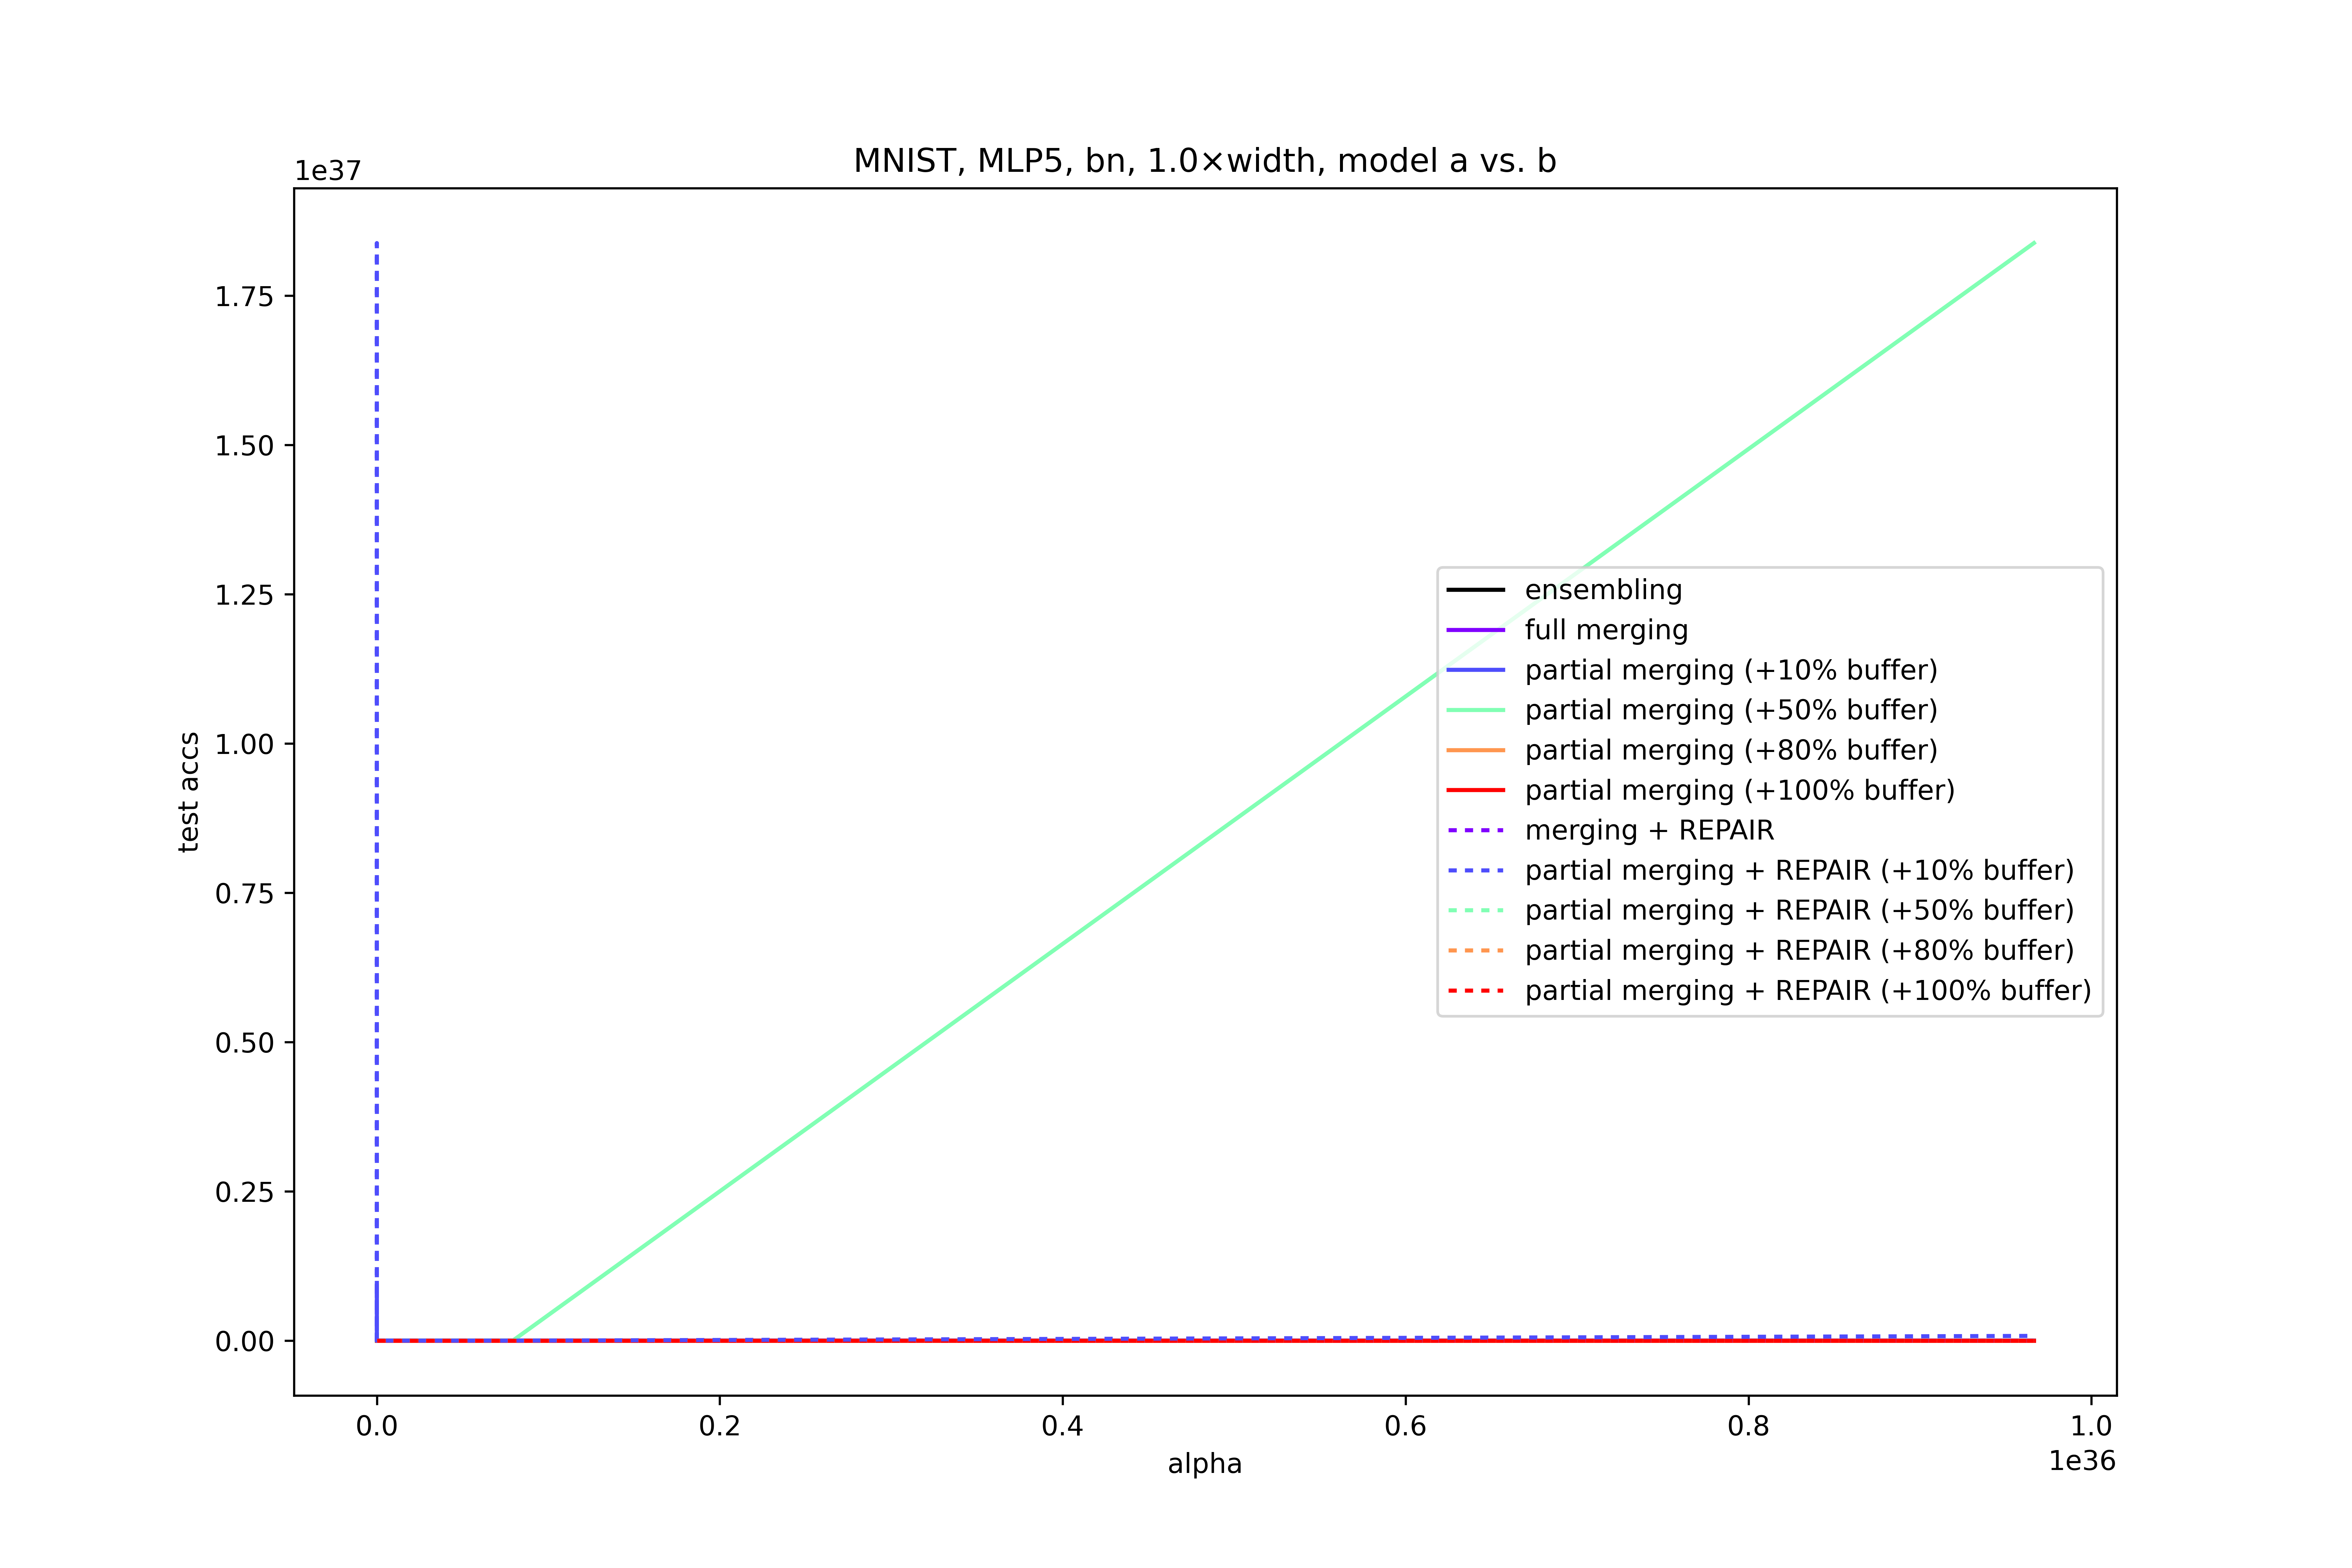 MNIST, MLP5, bn, 1.0×width, model a vs. b
1e37
1.75
1.50
1.25
1.00
0.75
0.50
0.25
0.00
test accs
ensembling
full merging
partial merging (+10% buffer)
partial merging (+50% buffer)
partial merging (+80% buffer)
partial merging (+100% buffer)
merging + REPAIR
partial merging + REPAIR (+10% buffer)
partial merging + REPAIR (+50% buffer)
partial merging + REPAIR (+80% buffer)
partial merging + REPAIR (+100% buffer)
0.0 0.2 0.4 0.6 0.8 1.0
alpha
1e36